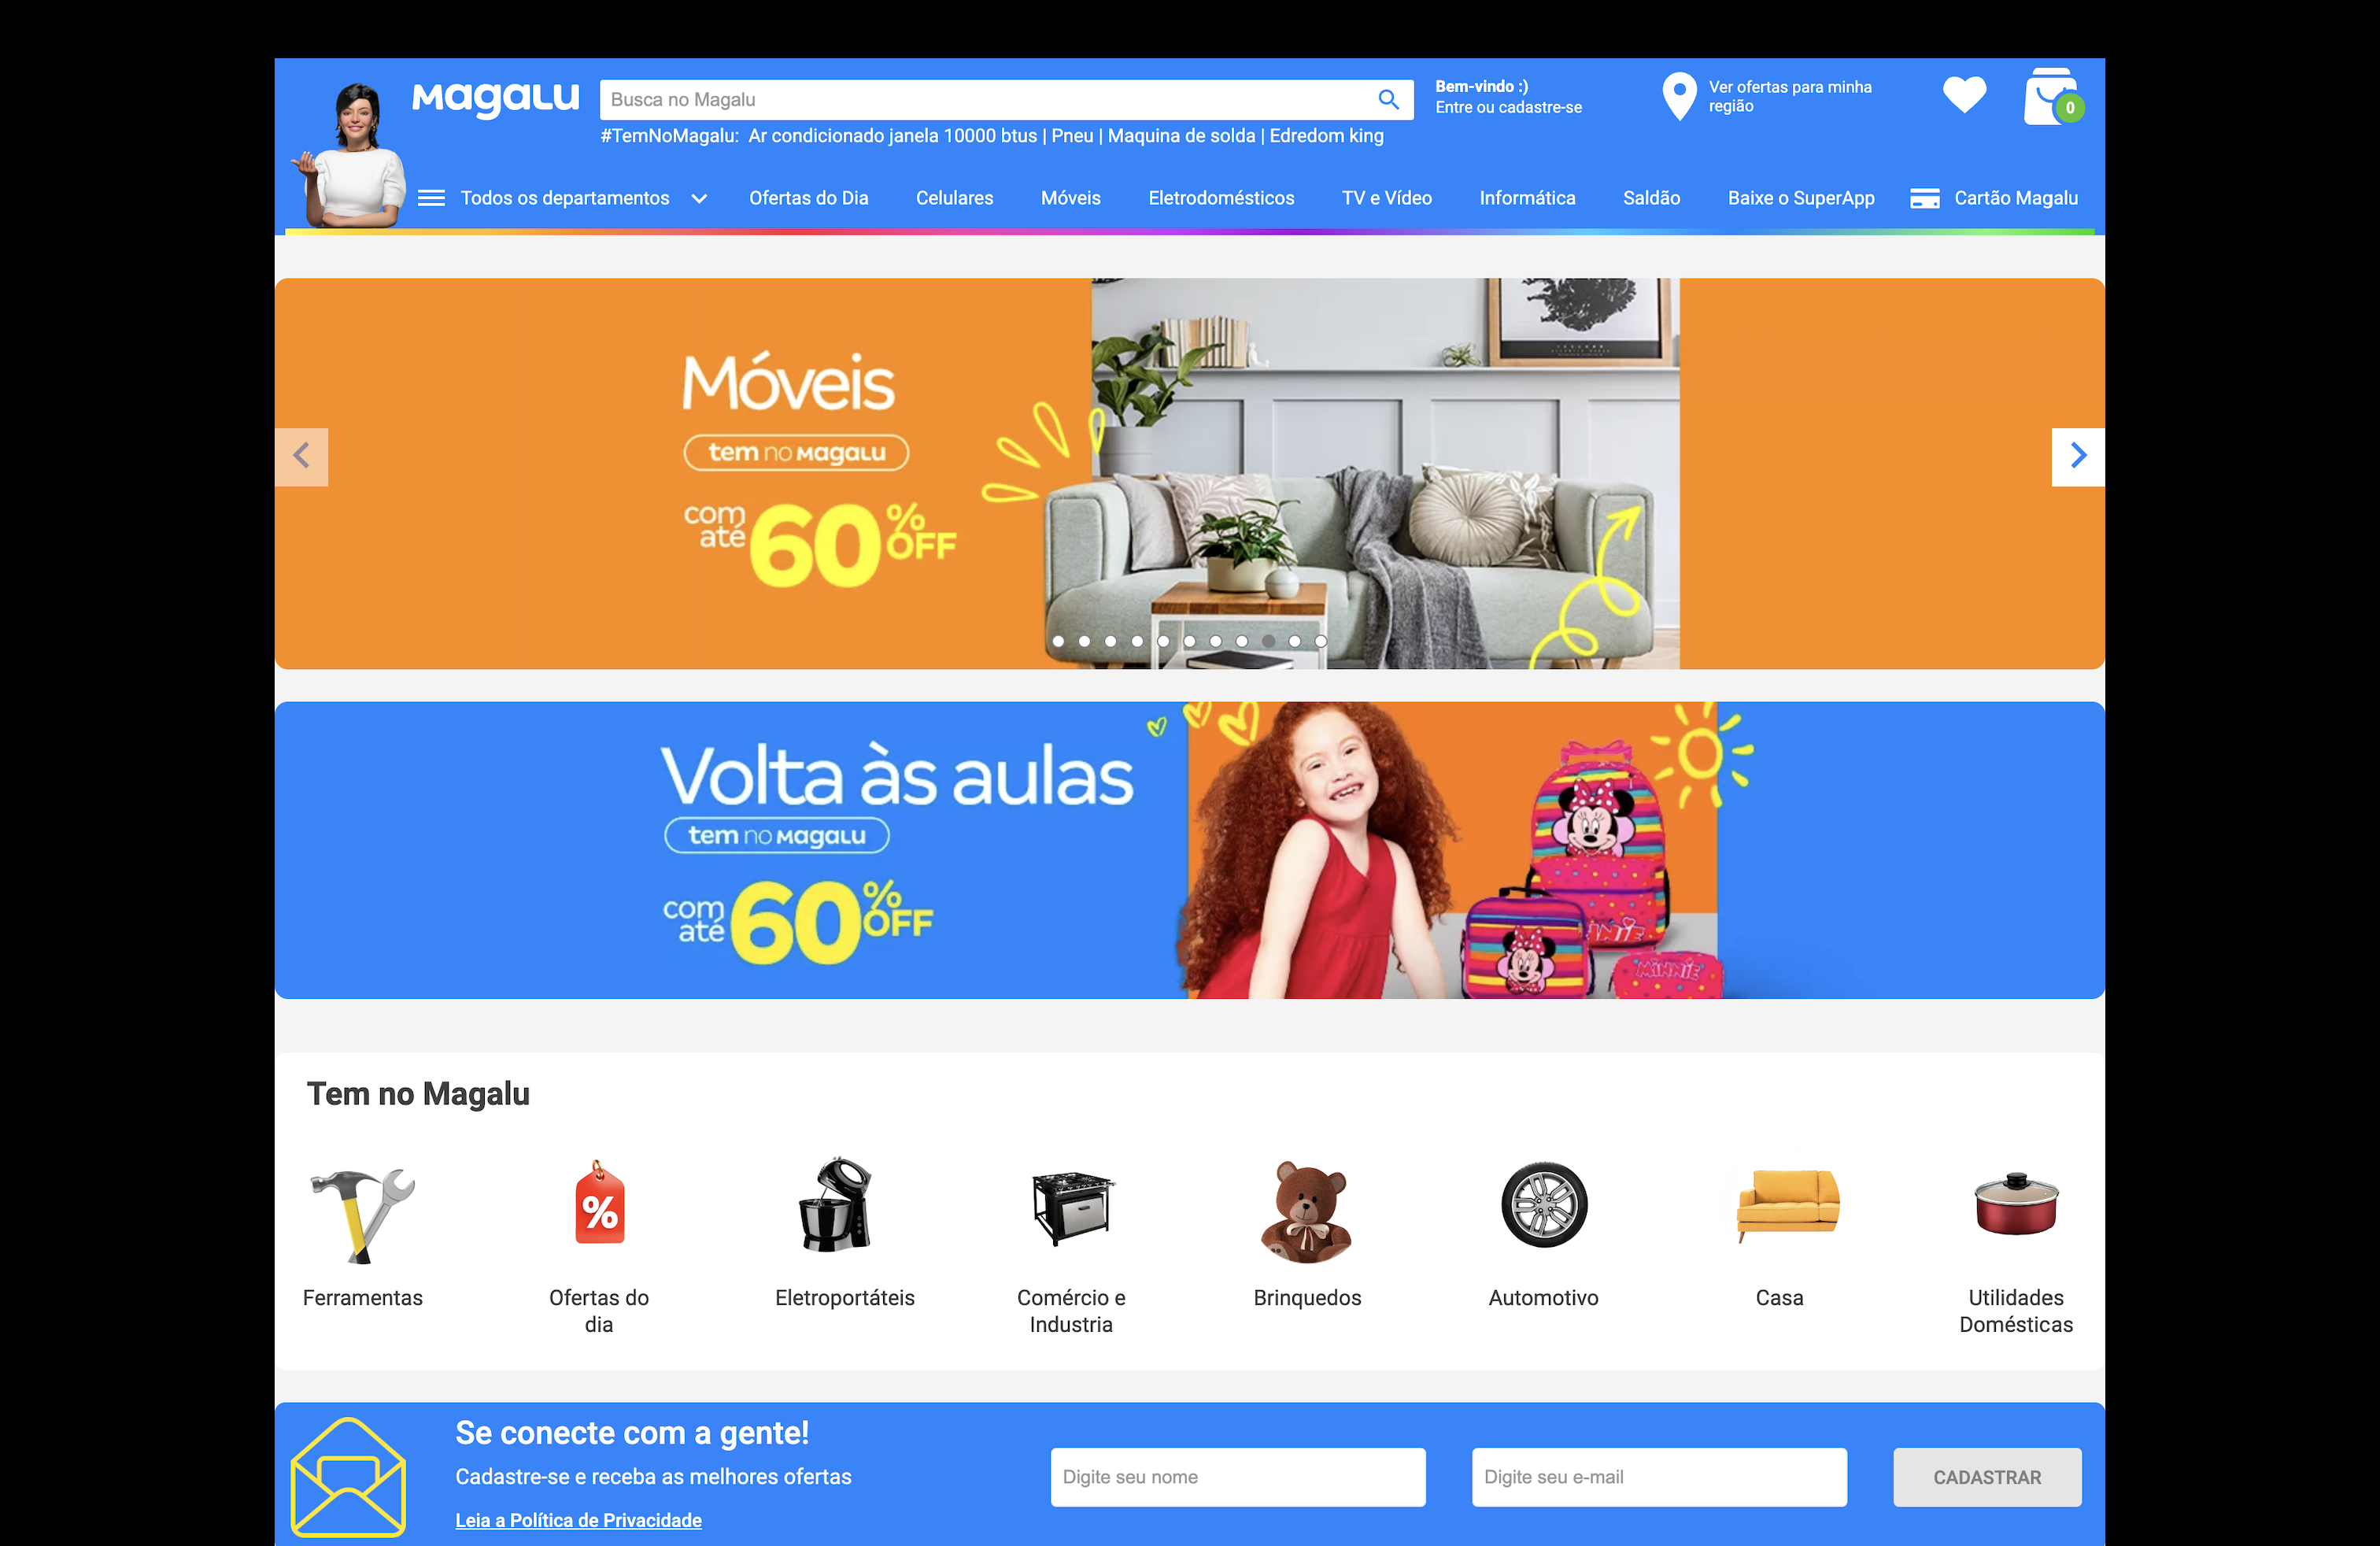 Magalu
Busca no Magalu
Bem-vindo :)
Entre ou cadastre-se
Ver ofertas para minha
região
0
#TemNoMagalu: Ar condicionado janela 10000 btus | Pneu | Maquina de solda | Edredom king
Todos os departamentos
Ofertas do Dia
Celulares
Móveis
Eletrodomésticos
TV e Vídeo
Informática
Saldão
Baixe o SuperApp
Cartão Magalu
Móveis
tem no Magalu
com até 60% OFF
Volta às aulas
tem no Magalu
com até 60% OFF
MINNIE
MINNIE
Tem no Magalu
%
Ferramentas
Ofertas do
dia
Eletroportáteis
Comércio e
Industria
Brinquedos
Automotivo
Casa
Utilidades
Domésticas
Se conecte com a gente!
Cadastre-se e receba as melhores ofertas
Leia a Política de Privacidade
Digite seu nome
Digite seu e-mail
CADASTRAR